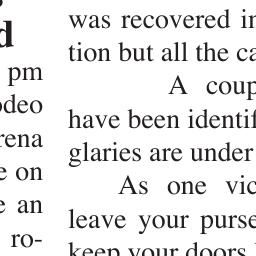 d
pm
odeo
rena
e on
e an
ro-
was recovered in
tion but all the ca
A coup
have been identif
glaries are under
As one vic
leave your purse
keep your doors